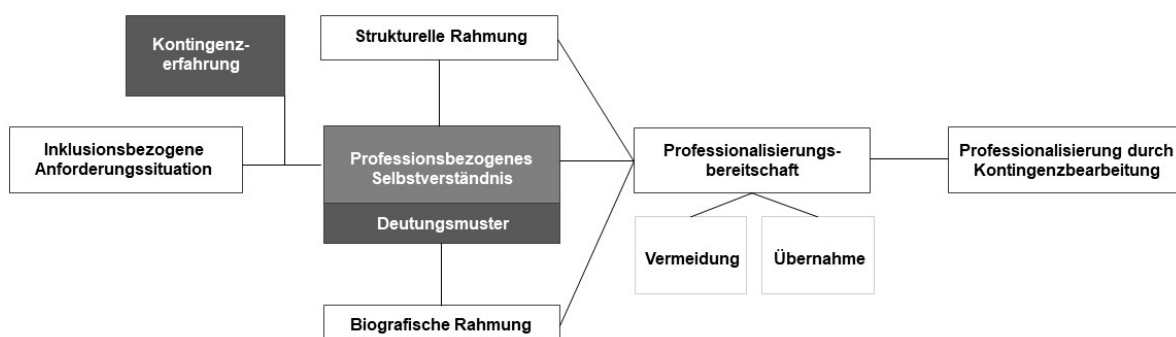 Kontingenz-
erfahrung
Strukturelle Rahmung
Inklusionsbezogene
Anforderungssituation
Professionsbezogenes
Selbstverständnis
Deutungsmuster
Biografische Rahmung
Professionalisierungs-
bereitschaft
Vermeidung
Übernahme
Professionalisierung durch
Kontingenzbearbeitung